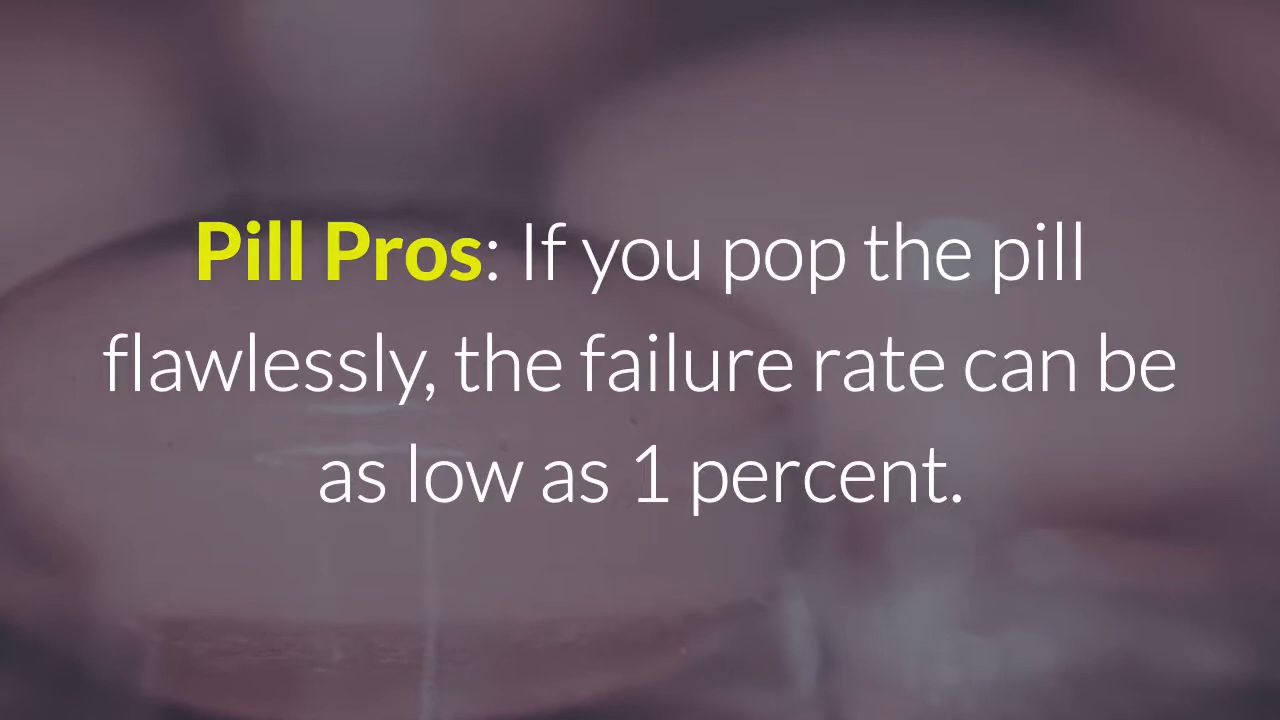 Pill Pros: If you pop the pill
flawlessly, the failure rate can be
as low as 1 percent.